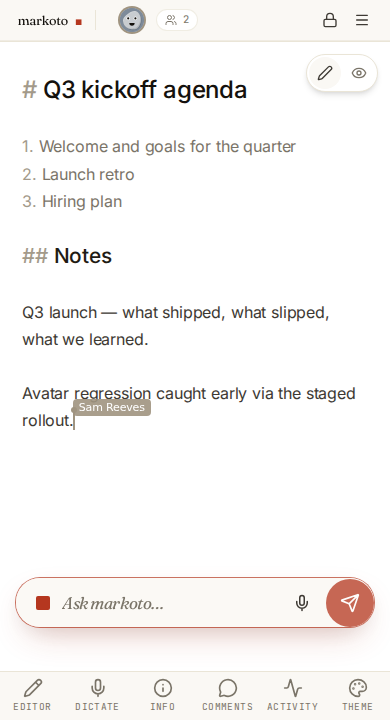 markoto
2
# Q3 kickoff agenda
1. Welcome and goals for the quarter
2. Launch retro
3. Hiring plan
## Notes
Q3 launch — what shipped, what slipped,
what we learned.
Avatar regression caught early via the staged
rollout.
Sam Reeves
Ask markoto...
EDITOR DICTATE INFO COMMENTS ACTIVITY THEME